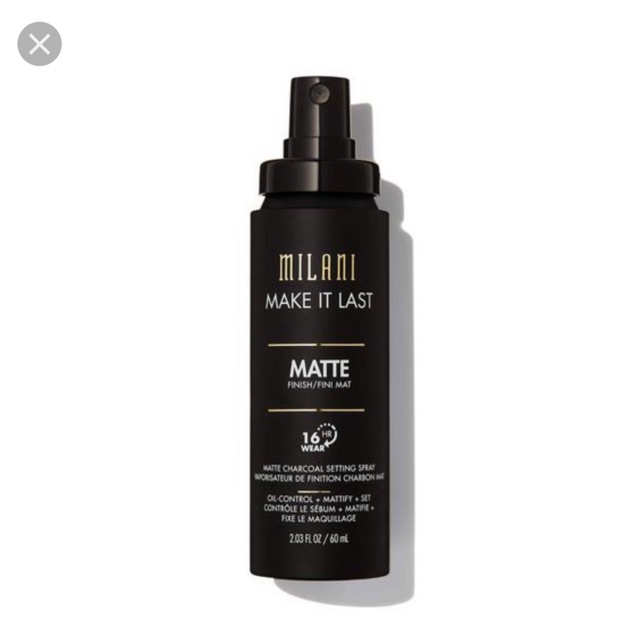 MILANI
MAKE IT LAST
MATTE
FINISH/FINI MAT
16 HR
WEAR
MATTE CHARCOAL SETTING SPRAY
VAPORISATEUR DE FINITION CHARBON MAT
OIL-CONTROL + MATTIFY + SET
CONTRÔLE LE SÉBUM + MATIFIE +
FIXE LE MAQUILLAGE
2.03 FL OZ / 60 mL